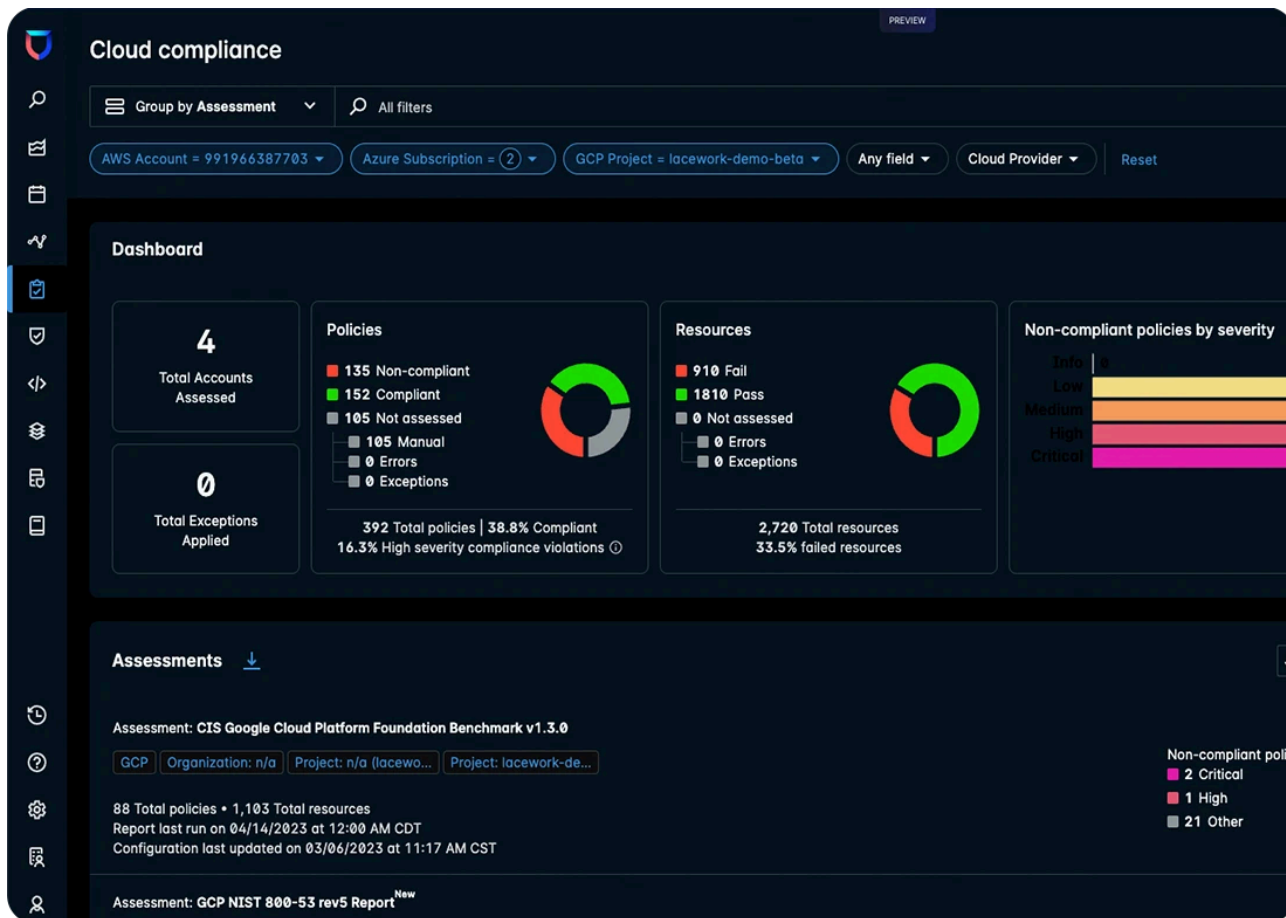 PREVIEW
Cloud compliance
Group by Assessment
All filters
AWS Account = 991966387703
Azure Subscription = 2
GCP Project = lacework-demo-beta
Any field
Cloud Provider
Reset
Dashboard
4
Total Accounts
Assessed
0
Total Exceptions
Applied
Policies
135 Non-compliant
152 Compliant
105 Not assessed
105 Manual
0 Errors
0 Exceptions
392 Total policies | 38.8% Compliant
16.3% High severity compliance violations
Resources
910 Fail
1810 Pass
0 Not assessed
0 Errors
0 Exceptions
2,720 Total resources
33.5% failed resources
Non-compliant policies by severity
Info 0
Low
Medium
High
Critical
Assessments
Assessment: CIS Google Cloud Platform Foundation Benchmark v1.3.0
GCP
Organization: n/a
Project: n/a (lacewo...
Project: lacework-de...
88 Total policies • 1,103 Total resources
Report last run on 04/14/2023 at 12:00 AM CDT
Configuration last updated on 03/06/2023 at 11:17 AM CST
Non-compliant poli
2 Critical
1 High
21 Other
Assessment: GCP NIST 800-53 rev5 Report New